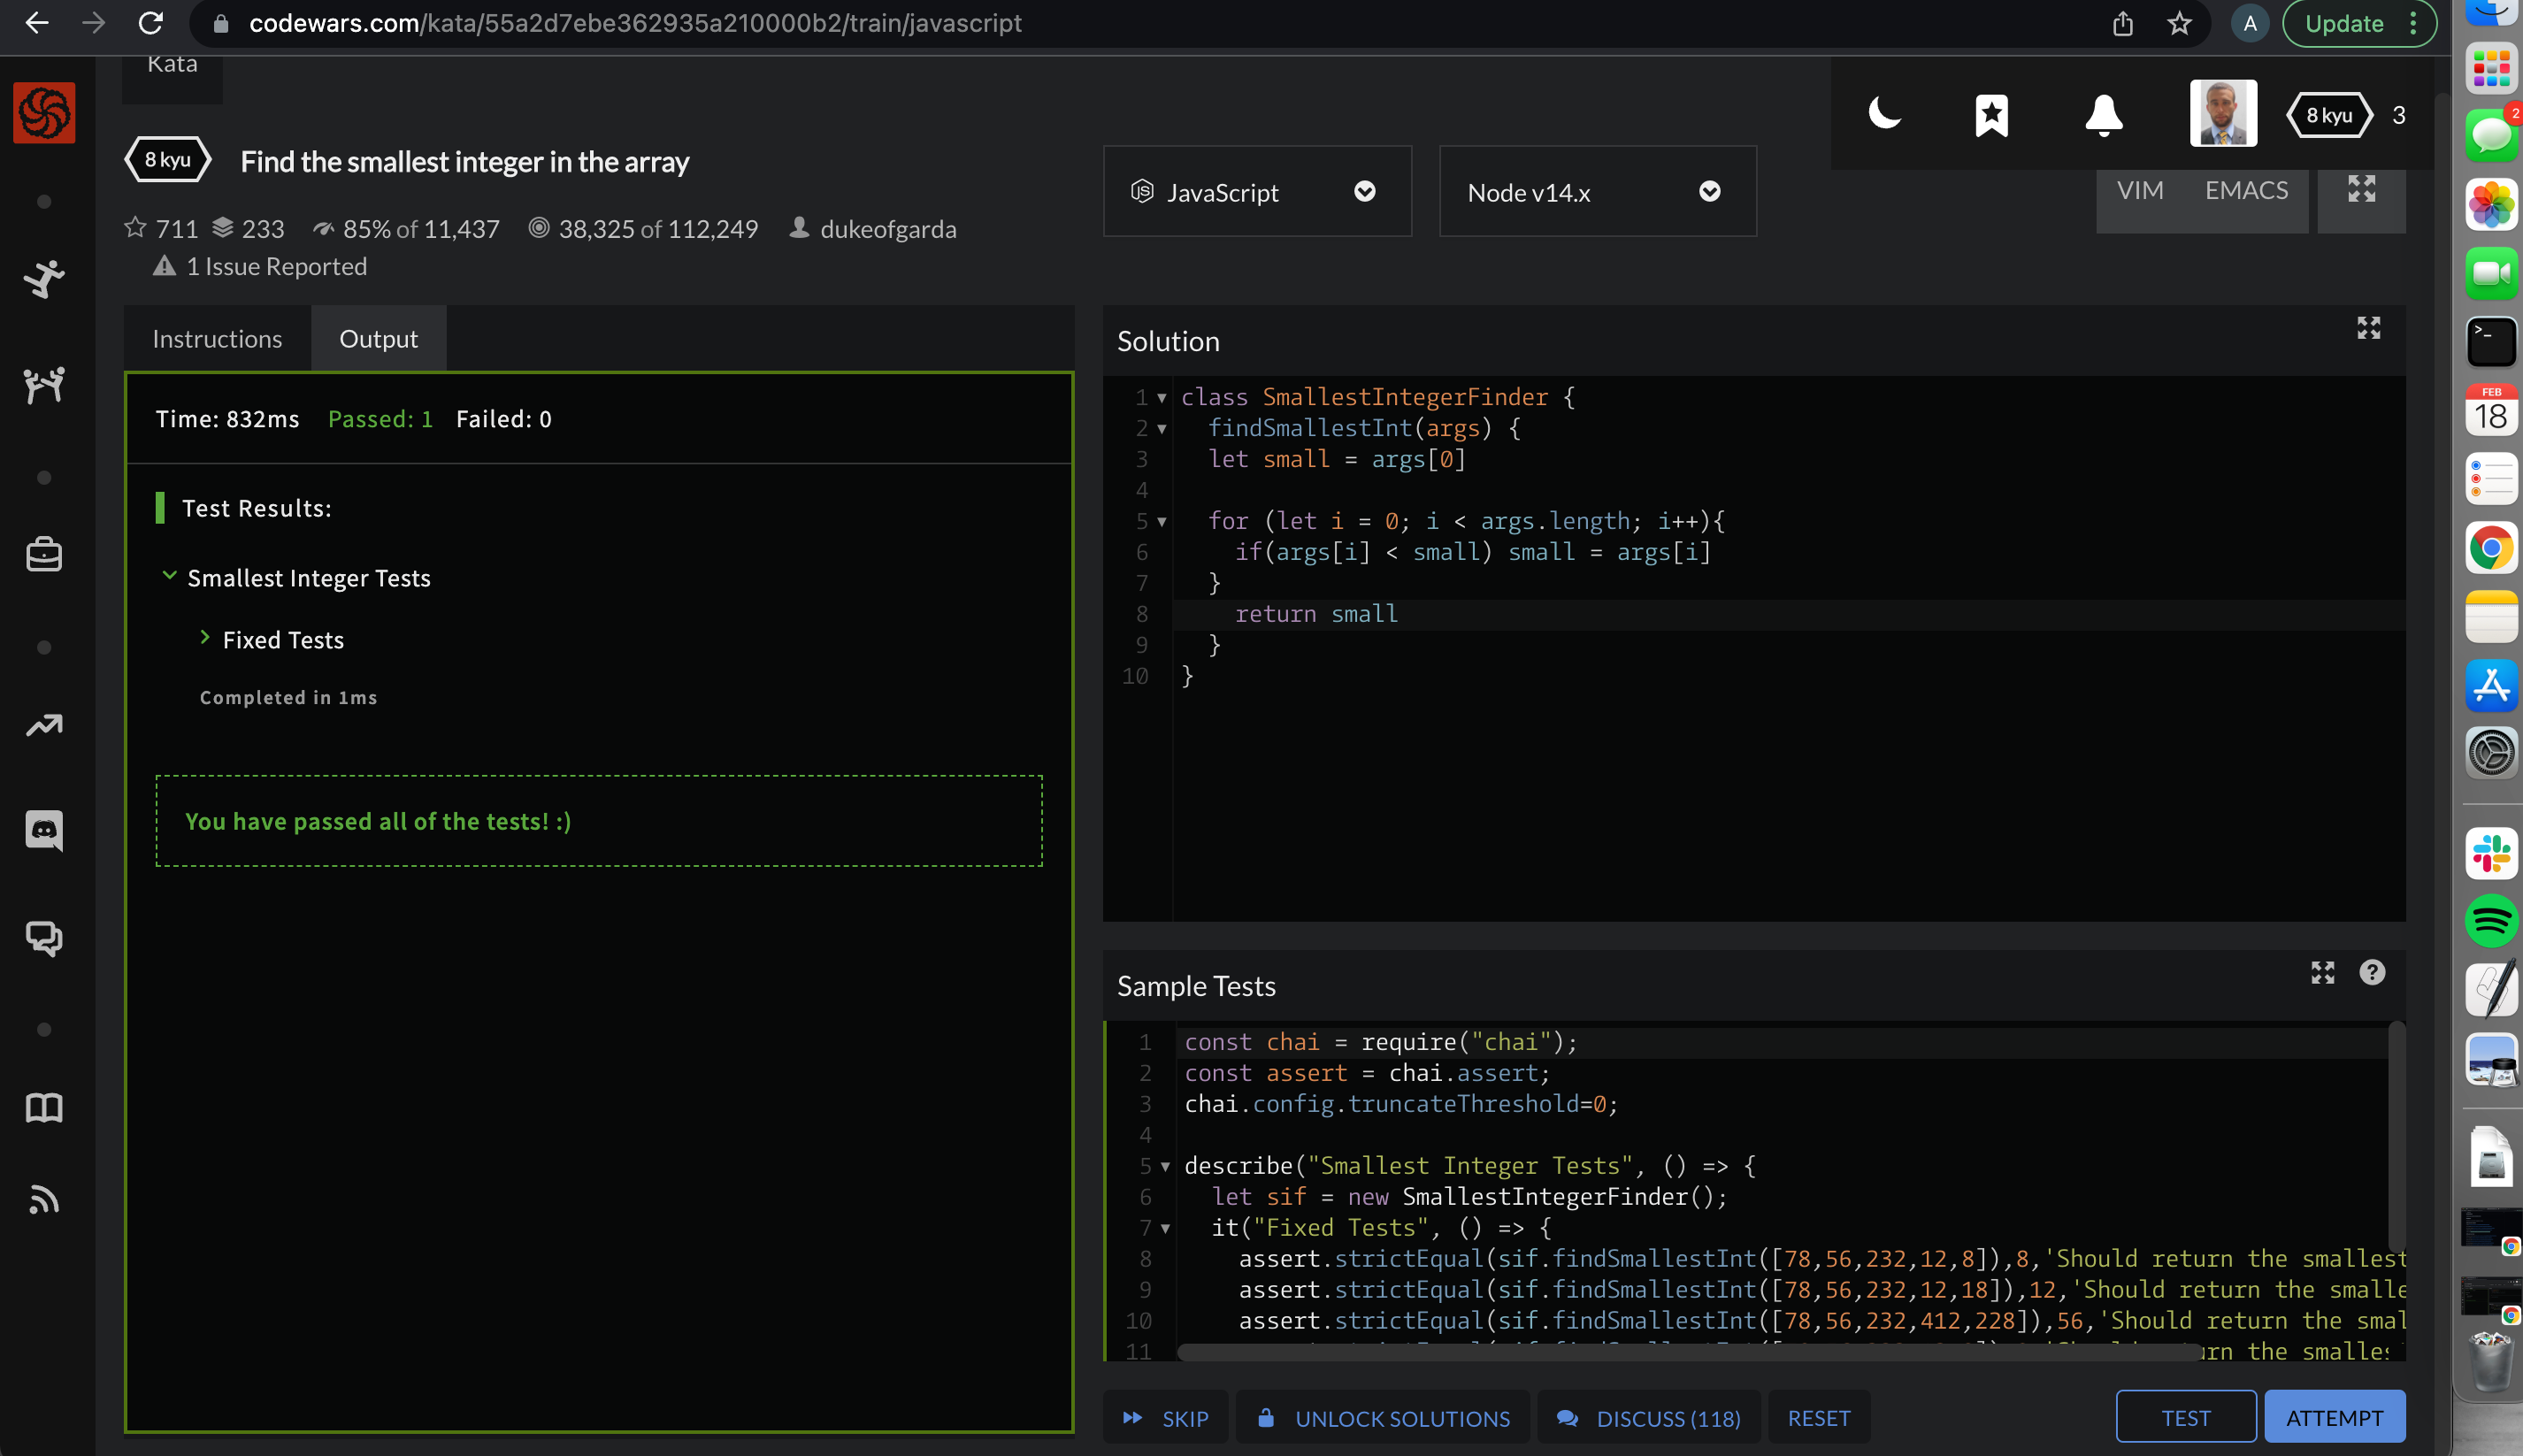 codewars.com/kata/55a2d7ebe362935a210000b2/train/javascript
A
Update
Kata
8 kyu
3
8 kyu
Find the smallest integer in the array
711 233 85% of 11,437 38,325 of 112,249 dukeofgarda
1 Issue Reported
JavaScript
Node v14.x
VIM
EMACS
Instructions
Output
Time: 832ms Passed: 1 Failed: 0
Test Results:
Smallest Integer Tests
Fixed Tests
Completed in 1ms
You have passed all of the tests! :)
Solution
1 class SmallestIntegerFinder {
2 findSmallestInt(args) {
3 let small = args[0]
4
5 for (let i = 0; i < args.length; i++){
6 if(args[i] < small) small = args[i]
7 }
8 return small
9 }
10 }
Sample Tests
1 const chai = require("chai");
2 const assert = chai.assert;
3 chai.config.truncateThreshold=0;
4
5 describe("Smallest Integer Tests", () => {
6 let sif = new SmallestIntegerFinder();
7 it("Fixed Tests", () => {
8 assert.strictEqual(sif.findSmallestInt([78,56,232,12,8]),8,'Should return the smallest
9 assert.strictEqual(sif.findSmallestInt([78,56,232,12,18]),12,'Should return the smalle
10 assert.strictEqual(sif.findSmallestInt([78,56,232,412,228]),56,'Should return the smal
11
SKIP
UNLOCK SOLUTIONS
DISCUSS (118)
RESET
TEST
ATTEMPT
2
FEB
18